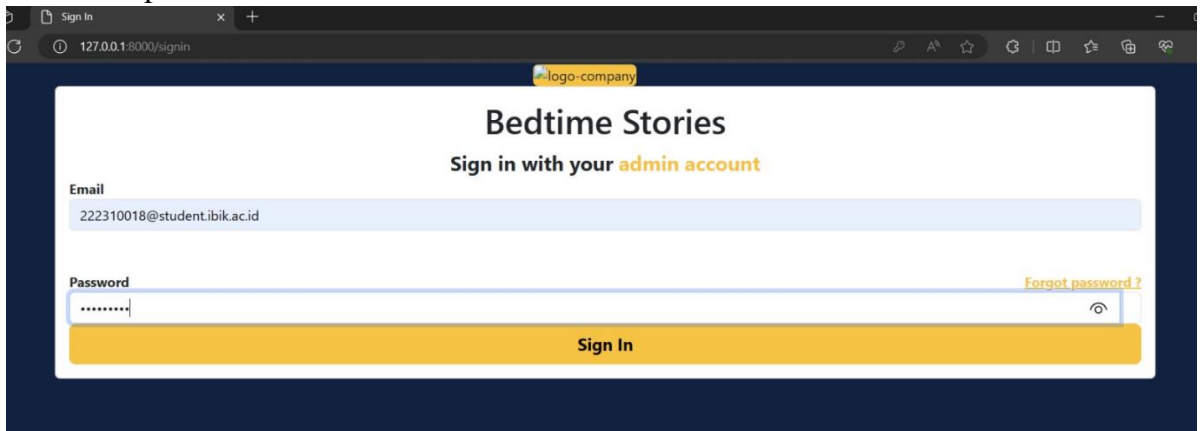 Sign In
127.0.0.1:8000/signin
logo-company
Bedtime Stories
Sign in with your admin account
Email
222310018@student.ibik.ac.id
Password Forgot password ?
•••••••••
Sign In